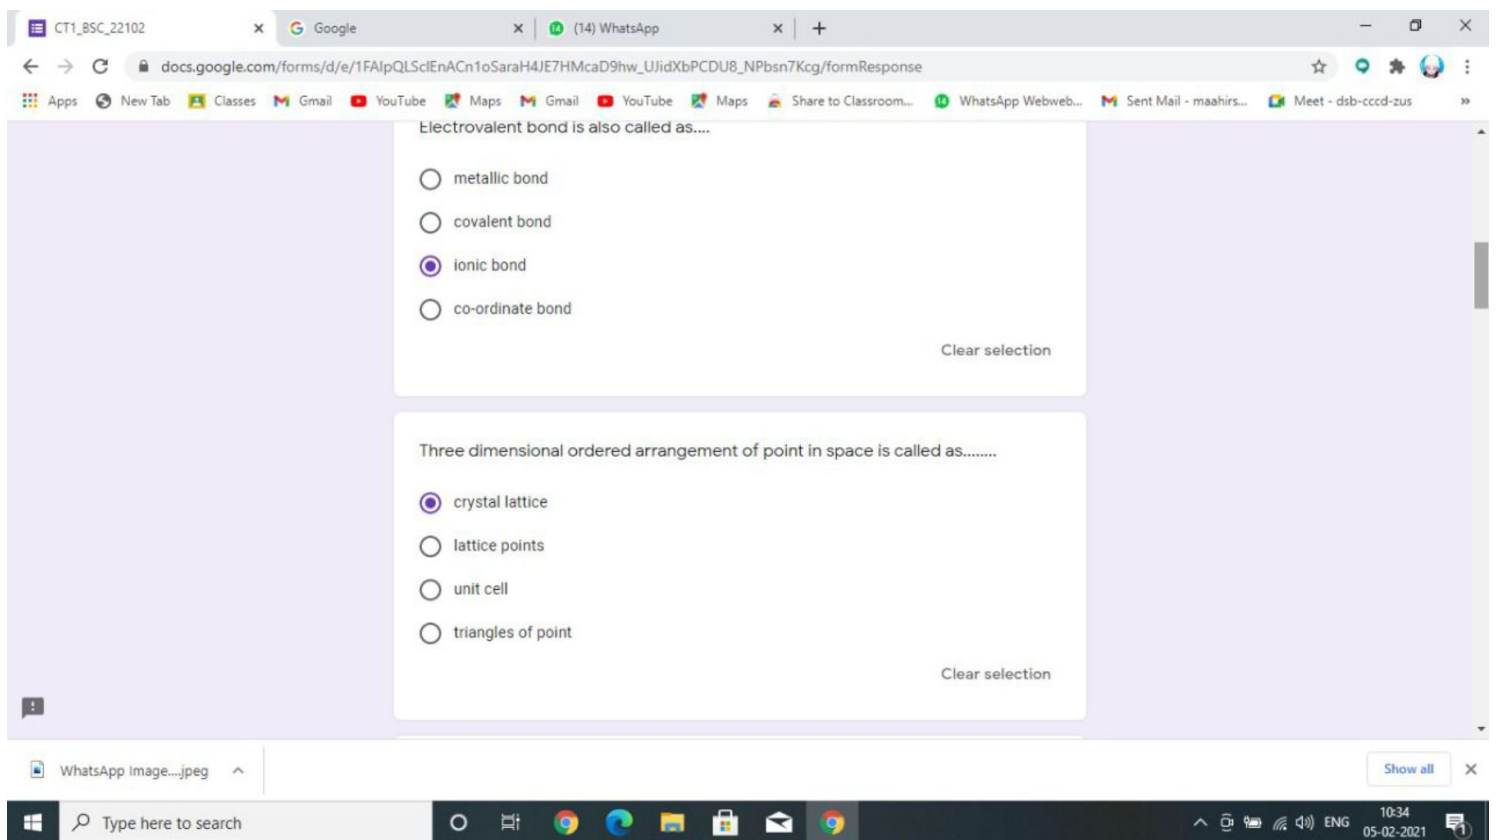 CT1_BSC_22102
Google
(14) WhatsApp
docs.google.com/forms/d/e/1FAIpQLSclEnACn1oSaraH4JE7HMcaD9hw_UJidXbPCDU8_NPbsn7Kcg/formResponse
Apps New Tab Classes Gmail YouTube Maps Gmail YouTube Maps Share to Classroom... WhatsApp Webweb... Sent Mail - maahirs... Meet - dsb-cccd-zus
Electrovalent bond is also called as....
metallic bond
covalent bond
ionic bond
co-ordinate bond
Clear selection
Three dimensional ordered arrangement of point in space is called as........
crystal lattice
lattice points
unit cell
triangles of point
Clear selection
WhatsApp Image....jpeg
Show all
Type here to search
ENG
10:34
05-02-2021